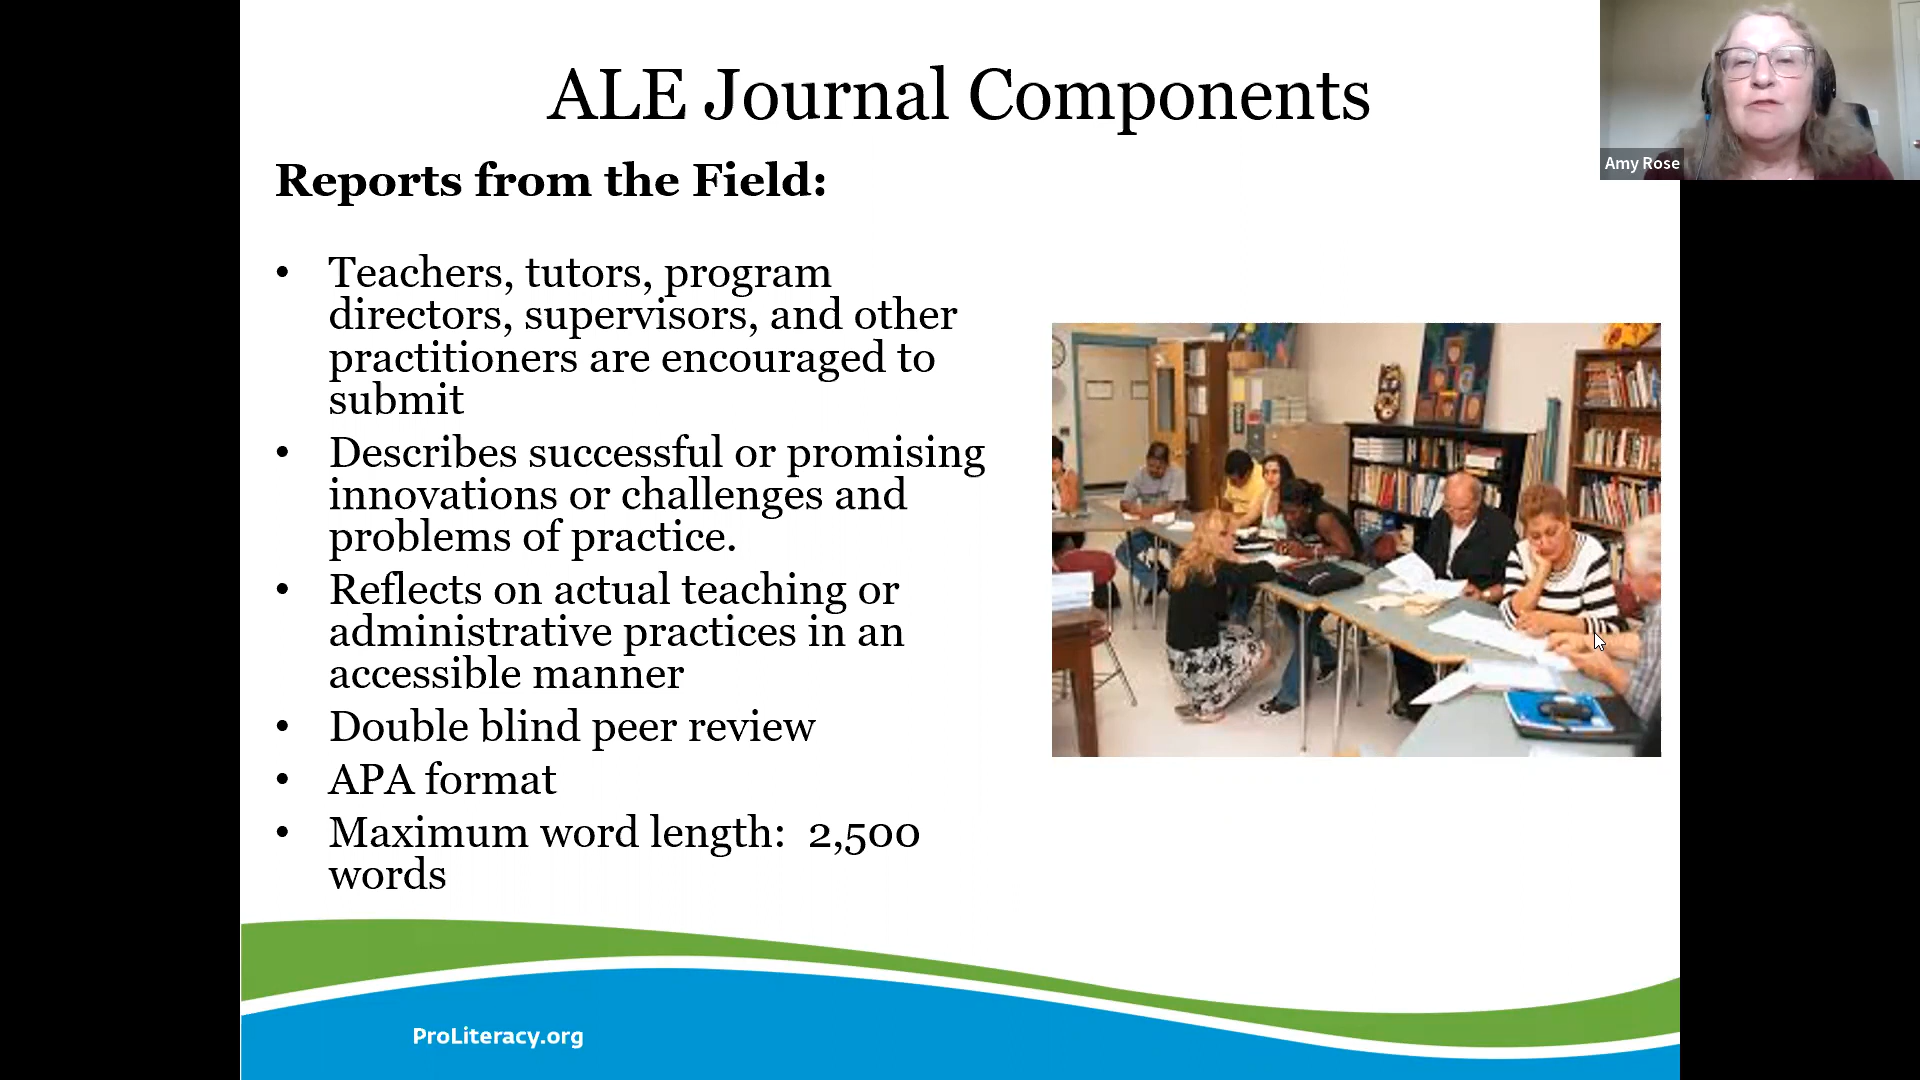 ALE Journal Components
Amy Rose
Reports from the Field:
• Teachers, tutors, program
directors, supervisors, and other
practitioners are encouraged to
submit
• Describes successful or promising
innovations or challenges and
problems of practice.
• Reflects on actual teaching or
administrative practices in an
accessible manner
• Double blind peer review
• APA format
• Maximum word length:  2,500
words
ProLiteracy.org